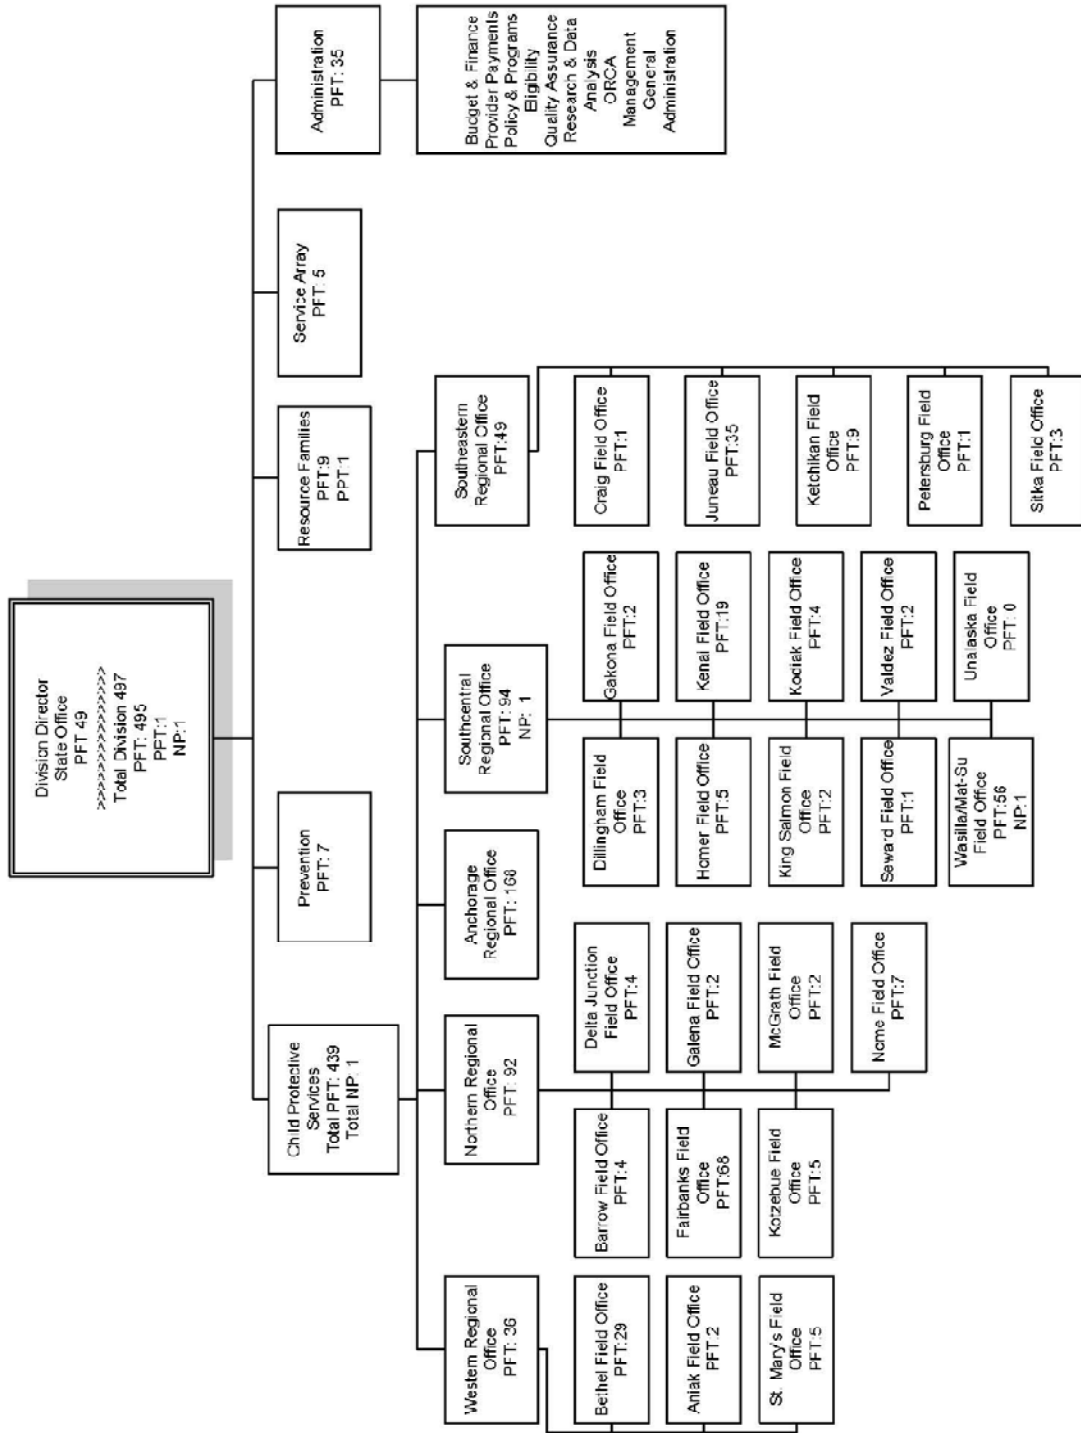 Division Director
State Office
PFT 49
>>>>>>>>>>>>>>>
Total Division 497
PFT: 495
PPT:1
NP:1
Child Protective
Services
Total PFT: 439
Total NP: 1
Prevention
PFT: 7
Resource Families
PFT:9
PPT:1
Service Array
PFT: 5
Administration
PFT: 35
Budget & Finance
Provider Payments
Policy & Programs
Eligibility
Quality Assurance
Research & Data
Analysis
ORCA
Management
General
Administration
Western Regional
Office
PFT: 36
Northern Regional
Office
PFT: 92
Anchorage
Regional Office
PFT: 168
Southcentral
Regional Office
PFT: 94
NP: 1
Southeastern
Regional Office
PFT:49
Bethel Field Office
PFT:29
Aniak Field Office
PFT:2
St. Mary's Field
Office
PFT:5
Barrow Field Office
PFT:4
Delta Junction
Field Office
PFT:4
Fairbanks Field
Office
PFT:68
Galena Field Office
PFT:2
Kotzebue Field
Office
PFT:5
McGrath Field
Office
PFT:2
Nome Field Office
PFT:7
Dillingham Field
Office
PFT:3
Gakona Field Office
PFT:2
Homer Field Office
PFT:5
Kenai Field Office
PFT:19
King Salmon Field
Office
PFT:2
Kodiak Field Office
PFT:4
Seward Field Office
PFT:1
Valdez Field Office
PFT:2
Wasilla/Mat-Su
Field Office
PFT:56
NP:1
Unalaska Field
Office
PFT: 0
Craig Field Office
PFT:1
Juneau Field Office
PFT:35
Ketchikan Field
Office
PFT:9
Petersburg Field
Office
PFT:1
Sitka Field Office
PFT:3